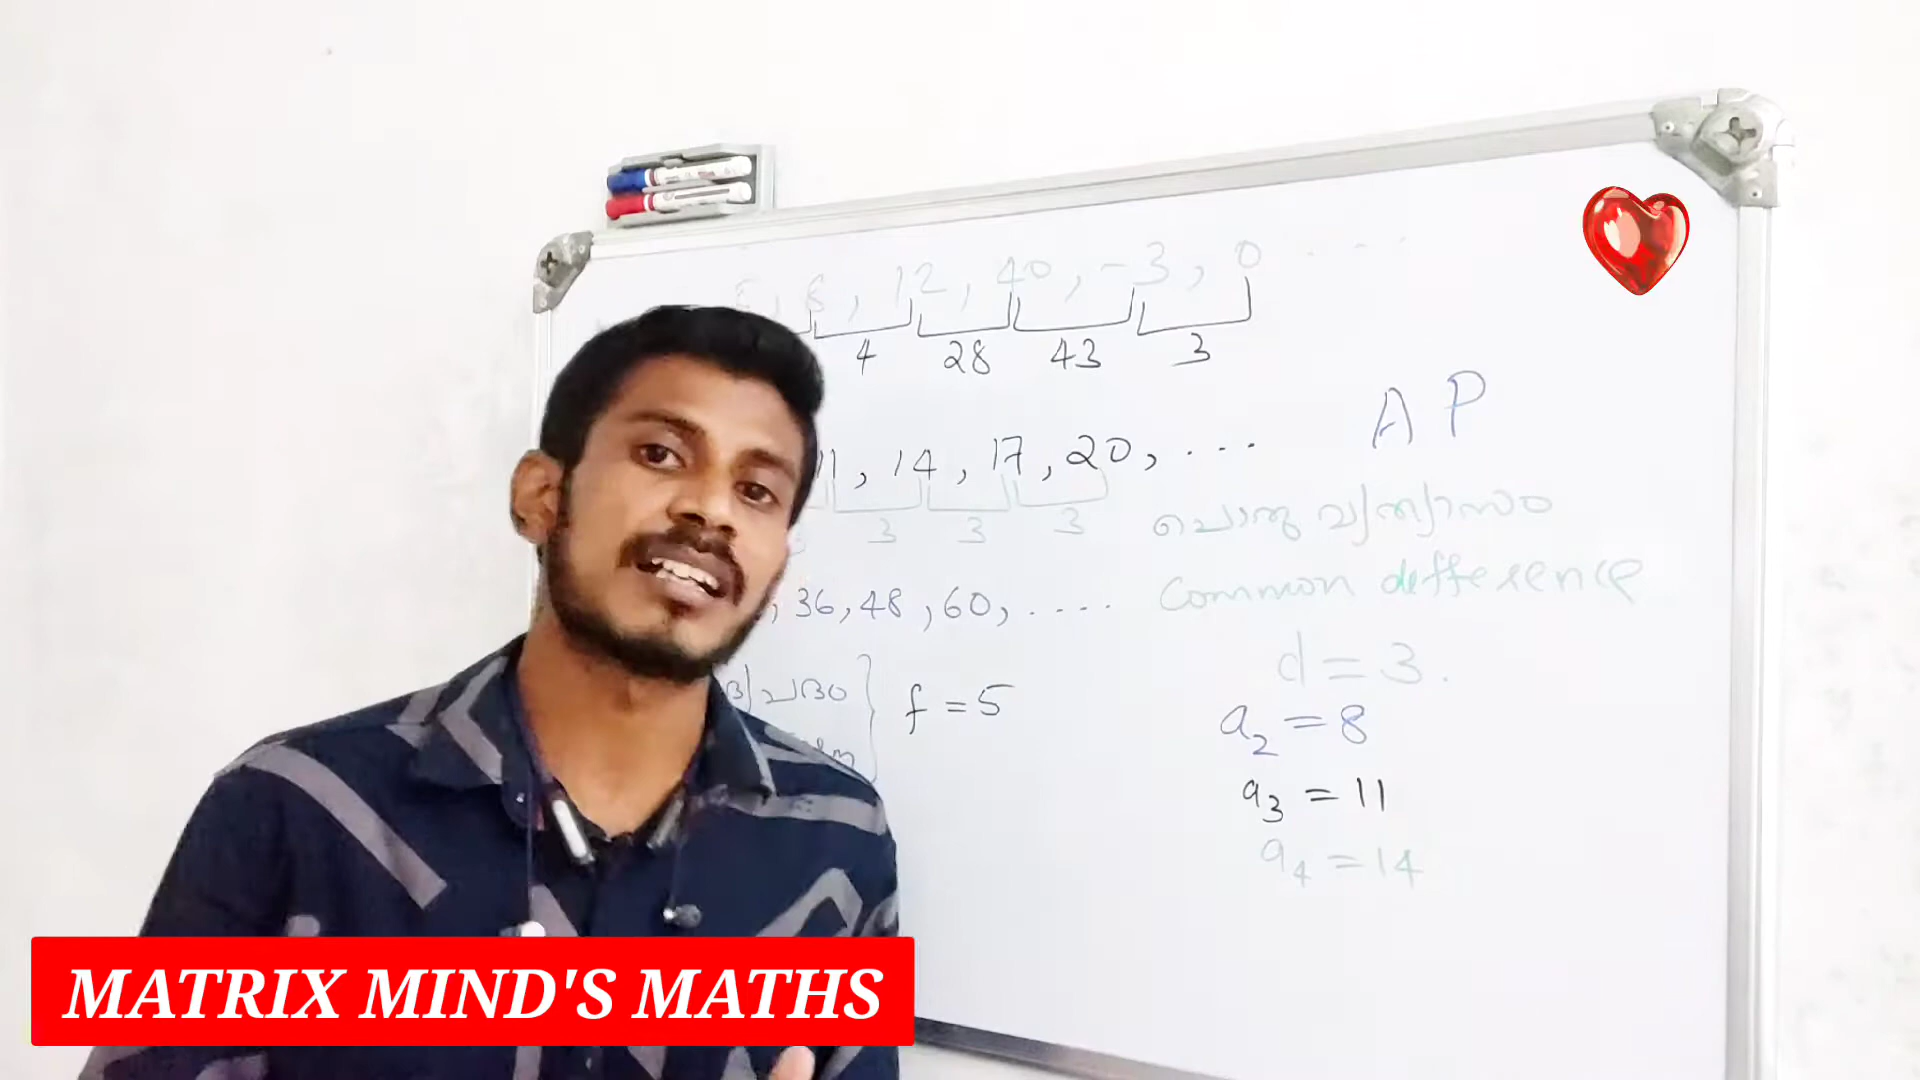 8, 12, 40, -3, 0 ....
4 28 43 3
A P
11, 14, 17, 20, ...
3 3 3
പൊതു വ്യത്യാസം
, 36, 48, 60, ....
Common defference
d = 3.
f = 5
a2 = 8
a3 = 11
a4 = 14
MATRIX MIND'S MATHS